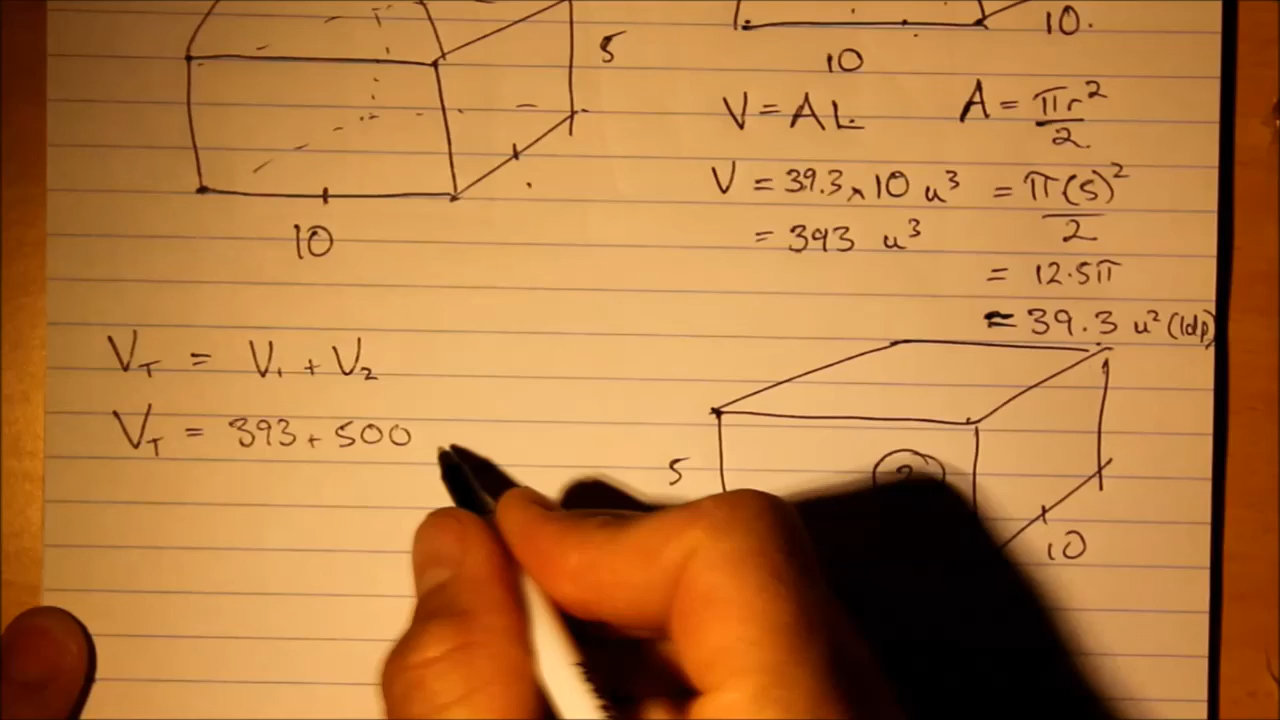 5
10
10
10.
V = AL
A = πr²/2
V = 39.3 × 10 u³
= π(5)²/2
= 393 u³
= 12.5π
= 39.3 u² (1dp)
V_T = V₁ + V₂
V_T = 393 + 500
5
2
10